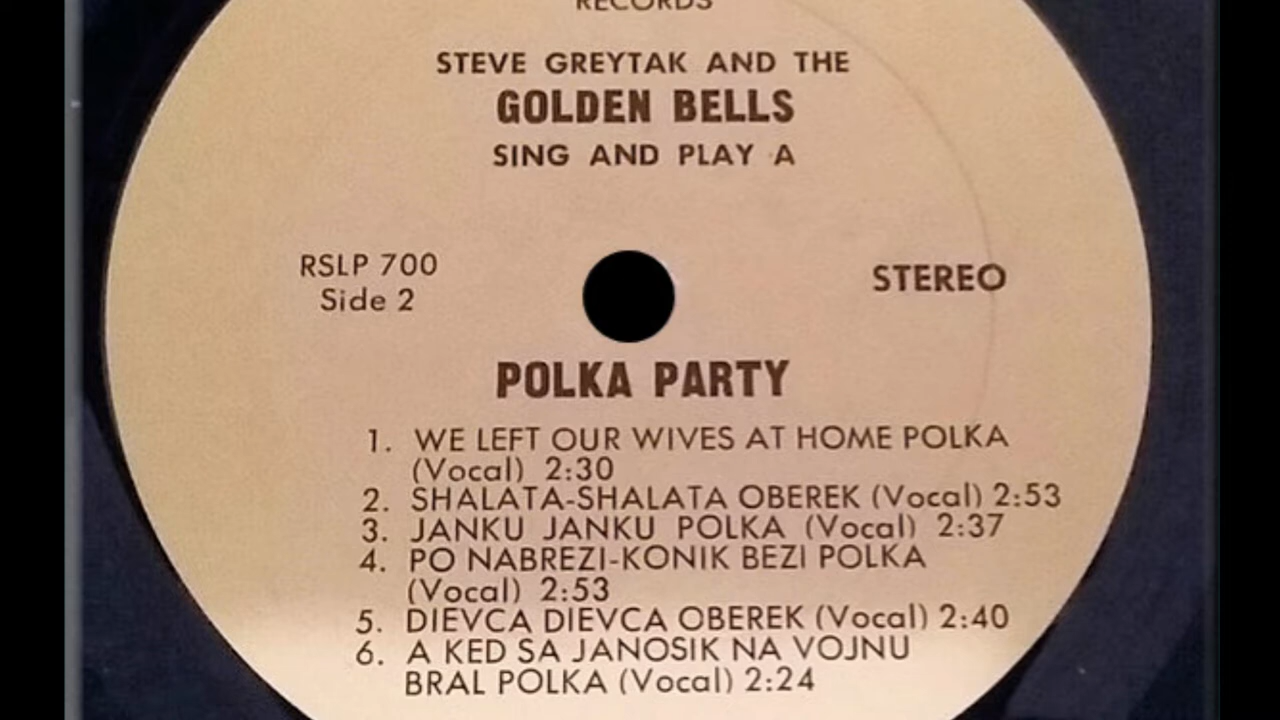 RECORDS
STEVE GREYTAK AND THE
GOLDEN BELLS
SING AND PLAY A
RSLP 700
Side 2
STEREO
POLKA PARTY
1. WE LEFT OUR WIVES AT HOME POLKA
(Vocal) 2:30
2. SHALATA-SHALATA OBEREK (Vocal) 2:53
3. JANKU JANKU POLKA (Vocal) 2:37
4. PO NABREZI-KONIK BEZI POLKA
(Vocal) 2:53
5. DIEVCA DIEVCA OBEREK (Vocal) 2:40
6. A KED SA JANOSIK NA VOJNU
BRAL POLKA (Vocal) 2:24